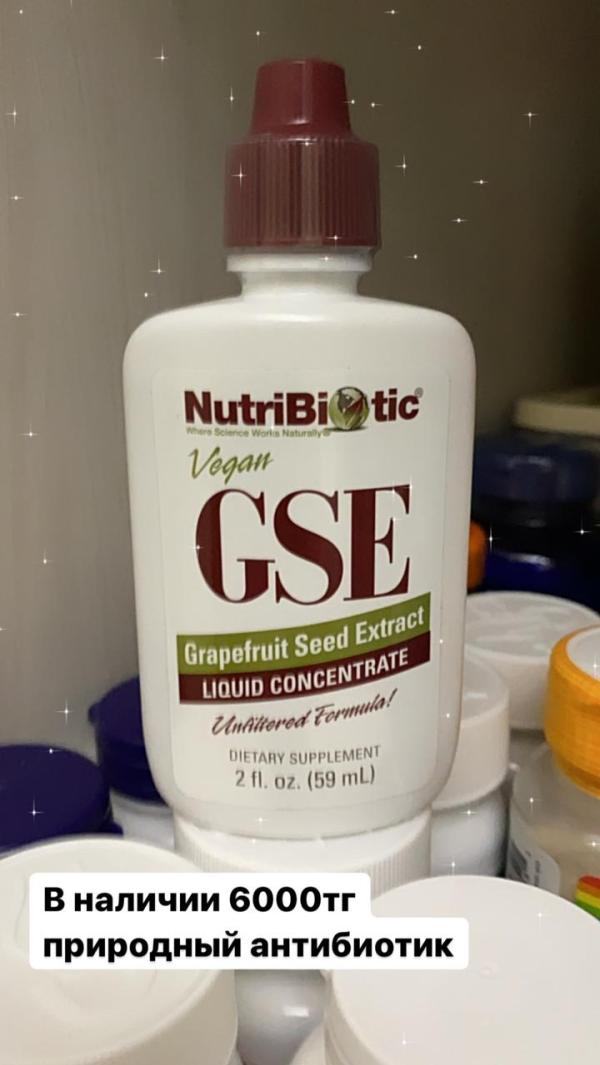 NutriBiotic®
Where Science Works Naturally®
Vegan
GSE
Grapefruit Seed Extract
LIQUID CONCENTRATE
Unfiltered Formula!
DIETARY SUPPLEMENT
2 fl. oz. (59 mL)
В наличии 6000тг
природный антибиотик